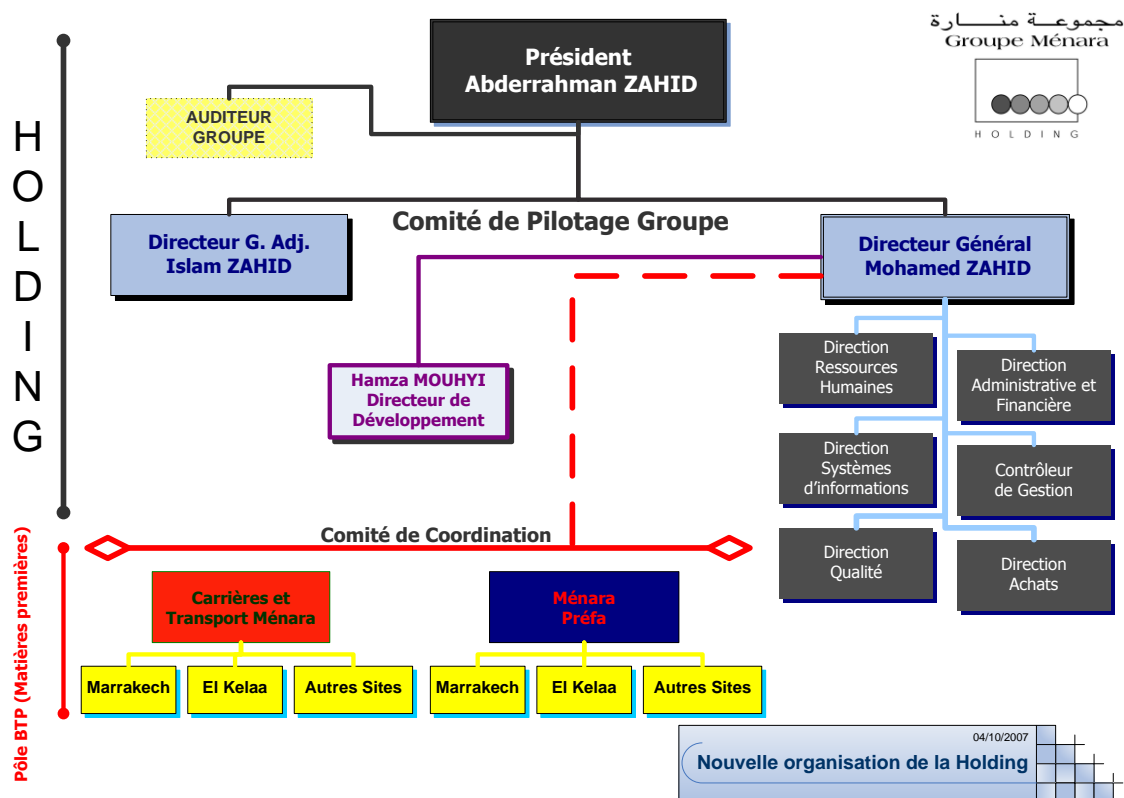 مجموعـة منـــارة
Groupe Ménara
HOLDING
Président
Abderrahman ZAHID
AUDITEUR
GROUPE
HOLDING
Comité de Pilotage Groupe
Directeur G. Adj.
Islam ZAHID
Directeur Général
Mohamed ZAHID
Hamza MOUHYI
Directeur de
Développement
Direction
Ressources
Humaines
Direction
Administrative et
Financière
Direction
Systèmes
d'informations
Contrôleur
de Gestion
Direction
Qualité
Direction
Achats
Comité de Coordination
Pôle BTP (Matières premières)
Carrières et
Transport Ménara
Ménara
Préfa
Marrakech
El Kelaa
Autres Sites
Marrakech
El Kelaa
Autres Sites
04/10/2007
Nouvelle organisation de la Holding